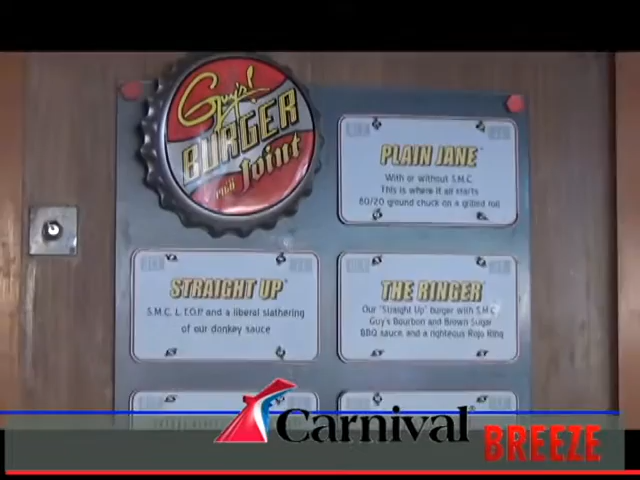 Guy's!
BURGER
Joint
1968
PLAIN JANE
With or without S.M.C.
This is where it all starts
80/20 ground chuck on a grilled roll
STRAIGHT UP
S.M.C. L.T.O.P. and a liberal slathering
of our donkey sauce
THE RINGER
Our "Straight Up" burger with S.M.C.
Guy's Bourbon and Brown Sugar
BBQ sauce, and a righteous Rojo Ring
Carnival
BREEZE